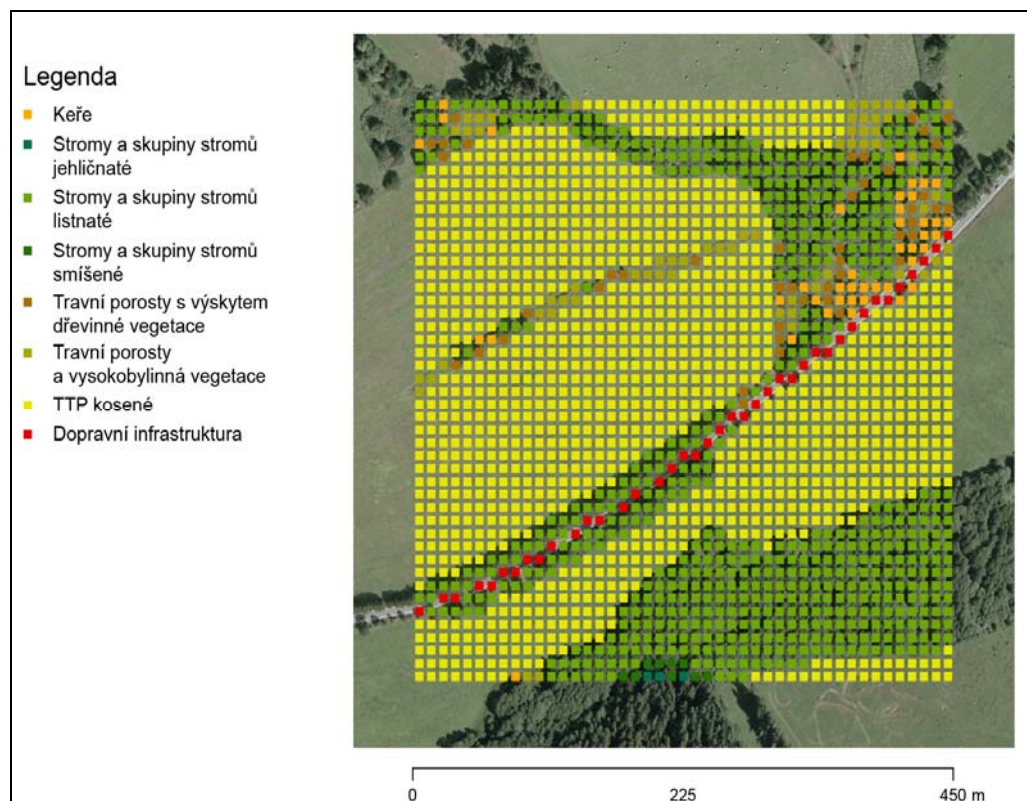 Legenda
Keře
Stromy a skupiny stromů
jehličnaté
Stromy a skupiny stromů
listnaté
Stromy a skupiny stromů
smíšené
Travní porosty s výskytem
dřevinné vegetace
Travní porosty
a vysokobylinná vegetace
TTP kosené
Dopravní infrastruktura
0 225 450 m